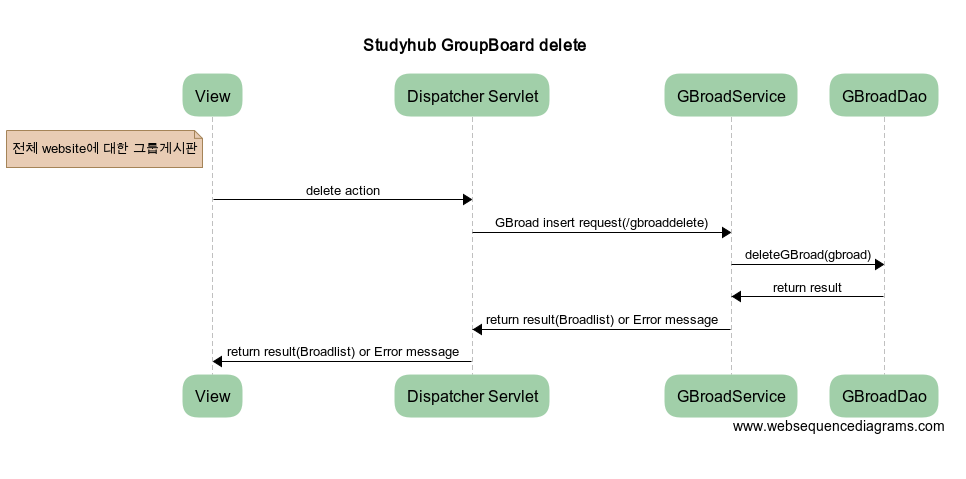 Studyhub GroupBoard delete
View
Dispatcher Servlet
GBroadService
GBroadDao
전체 website에 대한 그룹게시판
delete action
GBroad insert request(/gbroaddelete)
deleteGBroad(gbroad)
return result
return result(Broadlist) or Error message
return result(Broadlist) or Error message
View
Dispatcher Servlet
GBroadService
GBroadDao
www.websequencediagrams.com